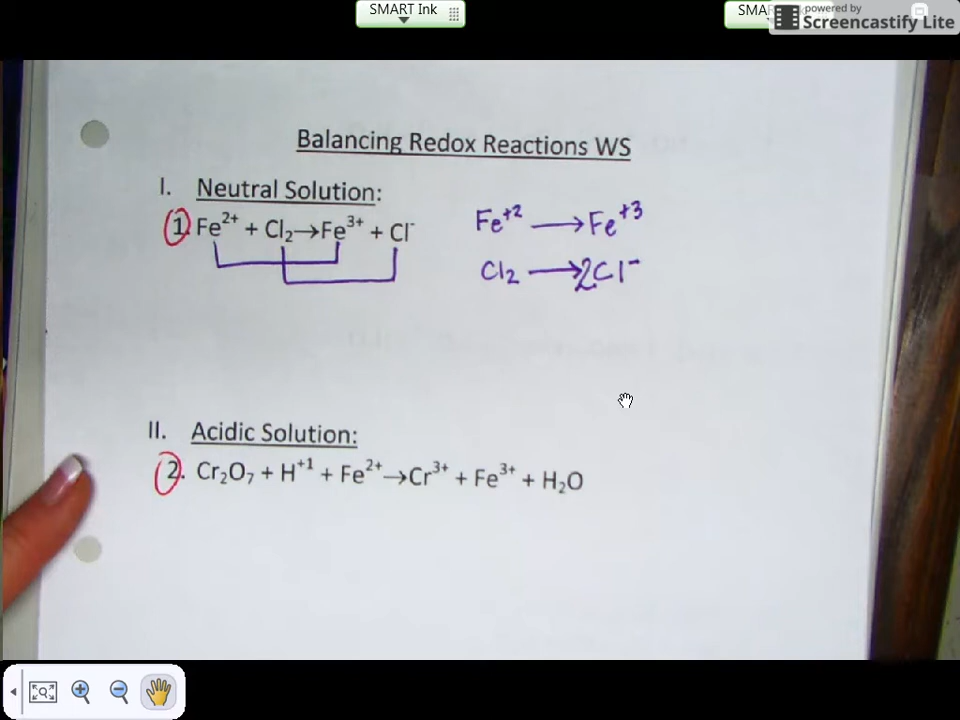 SMART Ink
SMA
powered by
Screencastify Lite
Balancing Redox Reactions WS
I. Neutral Solution:
1. Fe²⁺ + Cl₂→Fe³⁺ + Cl⁻
Fe⁺² → Fe⁺³
Cl₂ → 2Cl⁻
II. Acidic Solution:
2. Cr₂O₇ + H⁺¹ + Fe²⁺→Cr³⁺ + Fe³⁺ + H₂O